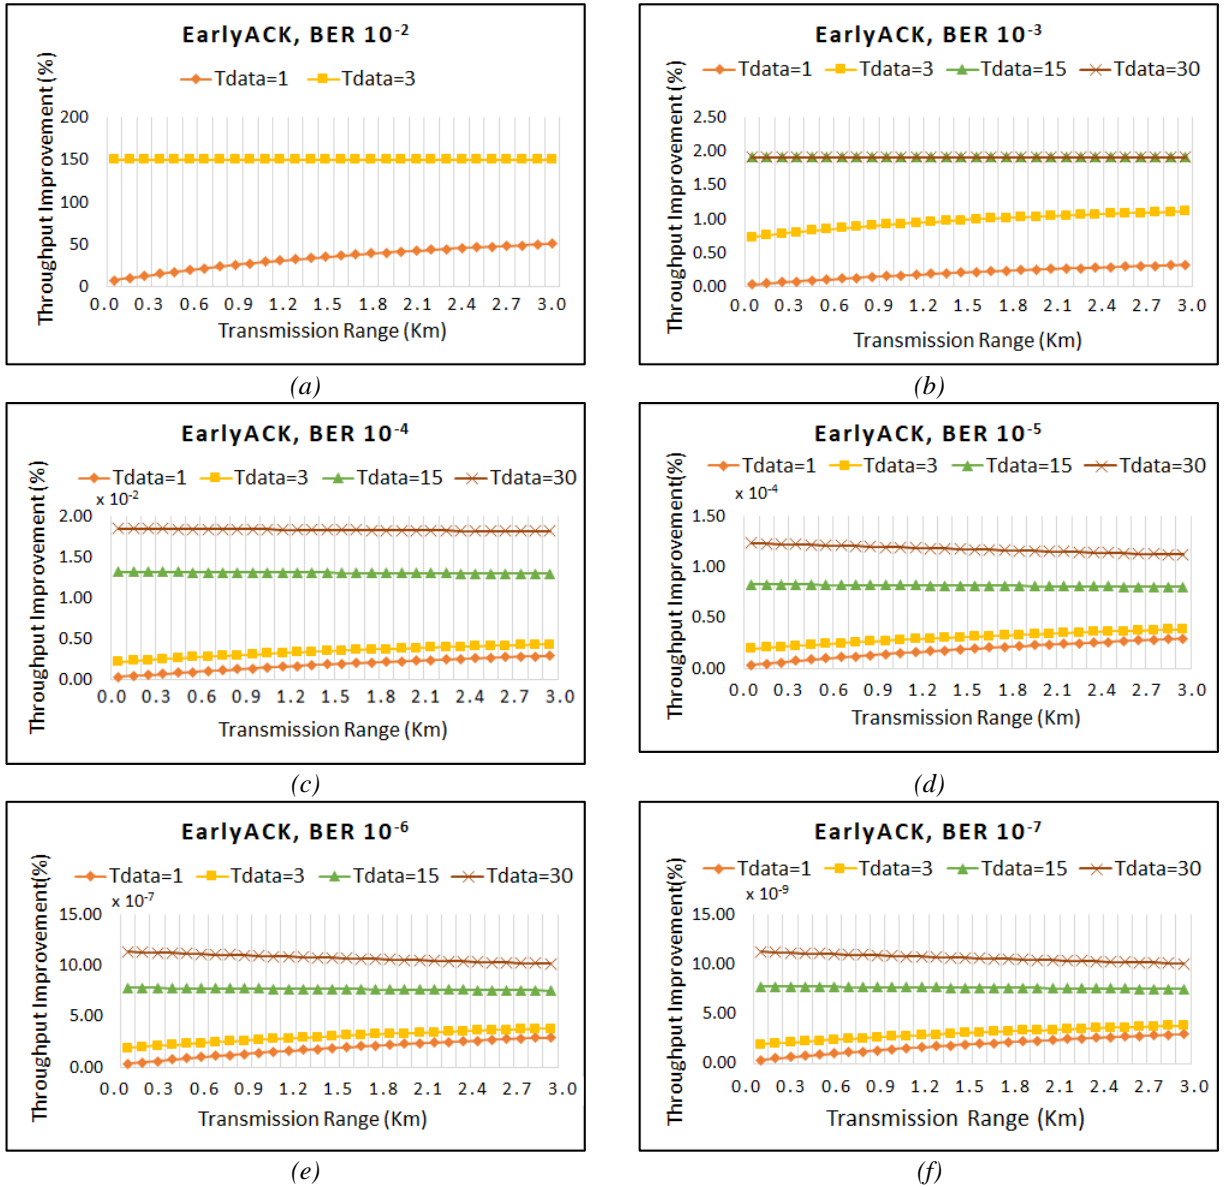 EarlyACK, BER 10-2
Tdata=1 Tdata=3
Throughput Improvement (%)
200
150
100
50
0
0.0 0.3 0.6 0.9 1.2 1.5 1.8 2.1 2.4 2.7 3.0
Transmission Range (Km)
(a)
EarlyACK, BER 10-3
Tdata=1 Tdata=3 Tdata=15 Tdata=30
Throughput Improvement (%)
2.50
2.00
1.50
1.00
0.50
0.00
0.0 0.3 0.6 0.9 1.2 1.5 1.8 2.1 2.4 2.7 3.0
Transmission Range (Km)
(b)
EarlyACK, BER 10-4
Tdata=1 Tdata=3 Tdata=15 Tdata=30
x 10-2
Throughput Improvement (%)
2.00
1.50
1.00
0.50
0.00
0.0 0.3 0.6 0.9 1.2 1.5 1.8 2.1 2.4 2.7 3.0
Transmission Range (Km)
(c)
EarlyACK, BER 10-5
Tdata=1 Tdata=3 Tdata=15 Tdata=30
x 10-4
Throughput Improvement (%)
1.50
1.00
0.50
0.00
0.0 0.3 0.6 0.9 1.2 1.5 1.8 2.1 2.4 2.7 3.0
Transmission Range (Km)
(d)
EarlyACK, BER 10-6
Tdata=1 Tdata=3 Tdata=15 Tdata=30
x 10-7
Throughput Improvement(%)
15.00
10.00
5.00
0.00
0.0 0.3 0.6 0.9 1.2 1.5 1.8 2.1 2.4 2.7 3.0
Transmission Range (Km)
(e)
EarlyACK, BER 10-7
Tdata=1 Tdata=3 Tdata=15 Tdata=30
x 10-9
Throughput Improvement(%)
15.00
10.00
5.00
0.00
0.0 0.3 0.6 0.9 1.2 1.5 1.8 2.1 2.4 2.7 3.0
Transmission Range (Km)
(f)